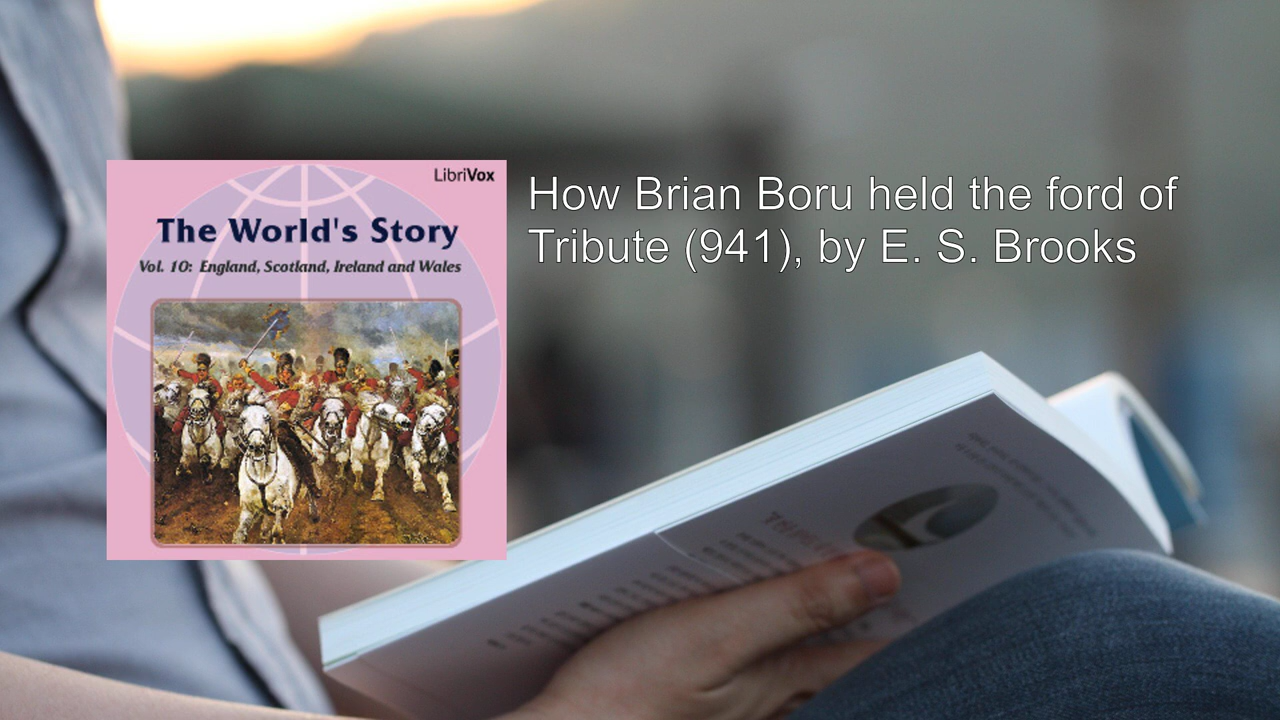 LibriVox
The World's Story
Vol. 10: England, Scotland, Ireland and Wales
How Brian Boru held the ford of
Tribute (941), by E. S. Brooks